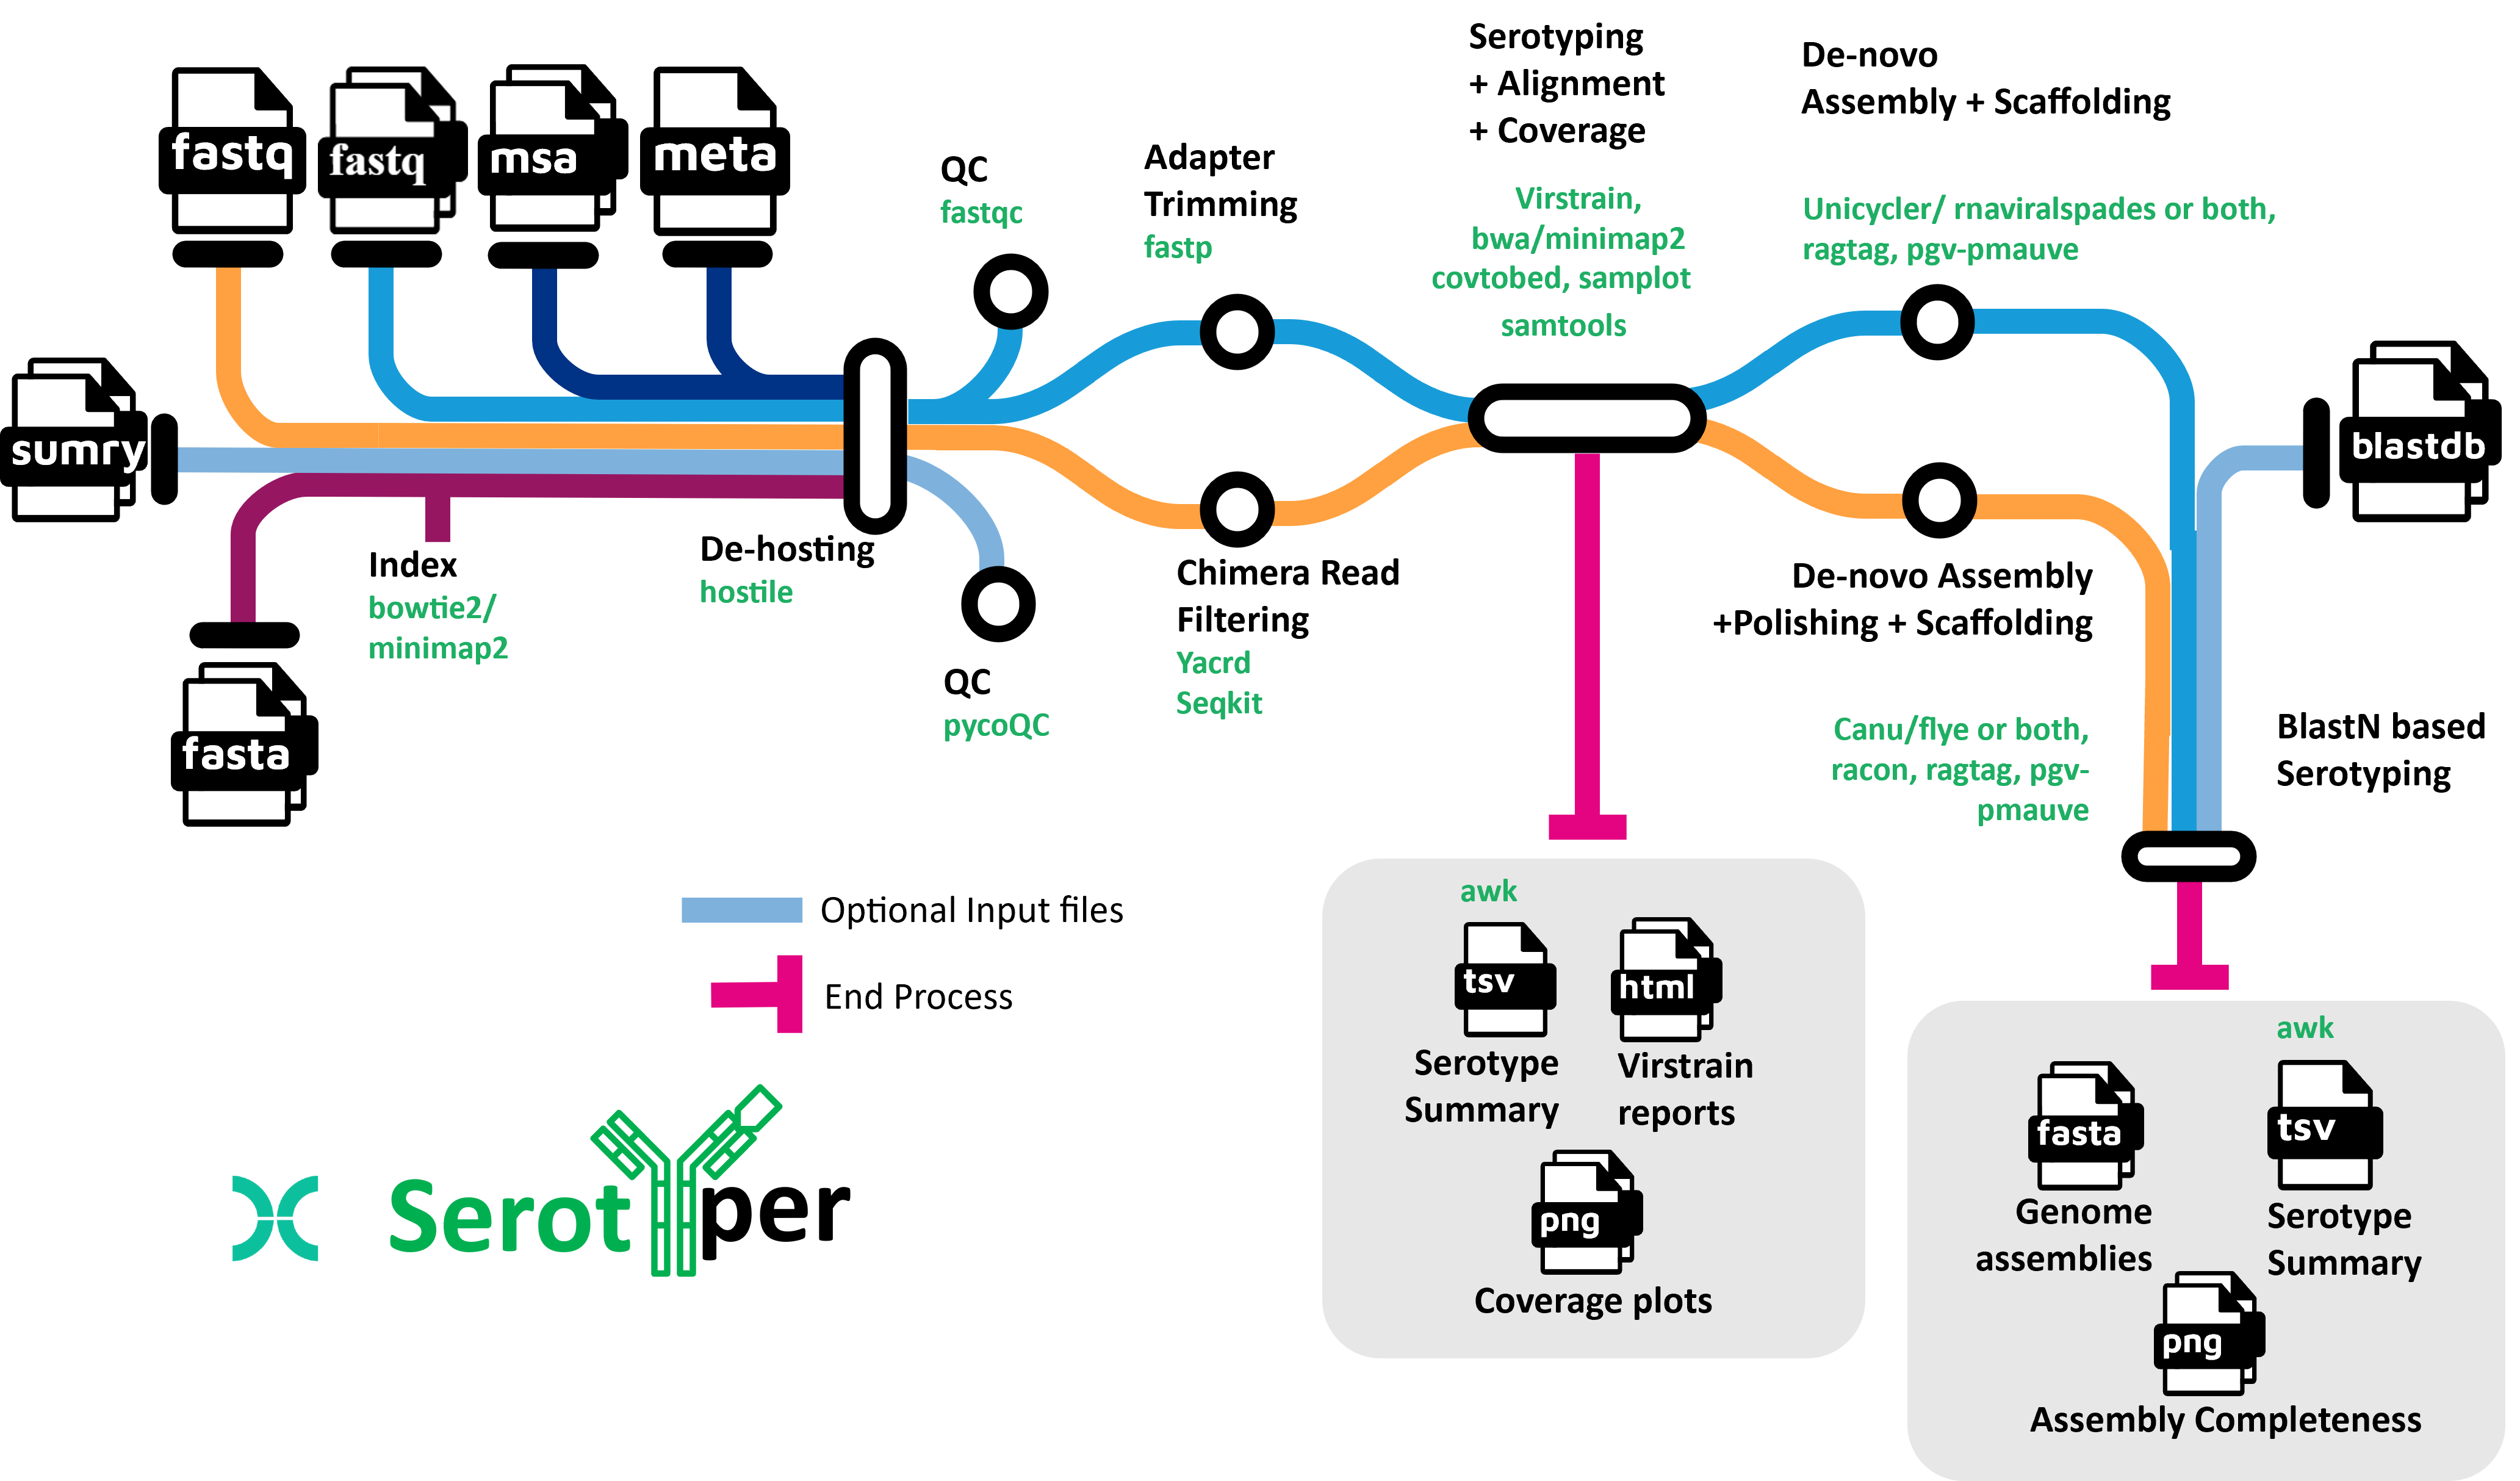 fastq
fastq
msa
meta
sumry
fasta
Index
bowtie2/
minimap2
De-hosting
hostile
QC
fastqc
QC
pycoQC
Adapter
Trimming
fastp
Chimera Read
Filtering
Yacrd
Seqkit
Serotyping
+ Alignment
+ Coverage
Virstrain,
bwa/minimap2
covtobed, samplot
samtools
De-novo
Assembly + Scaffolding
Unicycler/ rnaviralspades or both,
ragtag, pgv-pmauve
De-novo Assembly
+Polishing + Scaffolding
Canu/flye or both,
racon, ragtag, pgv-
pmauve
blastdb
BlastN based
Serotyping
Optional Input files
End Process
awk
tsv
Serotype
Summary
html
Virstrain
reports
png
Coverage plots
awk
fasta
Genome
assemblies
tsv
Serotype
Summary
png
Assembly Completeness
SerotYper